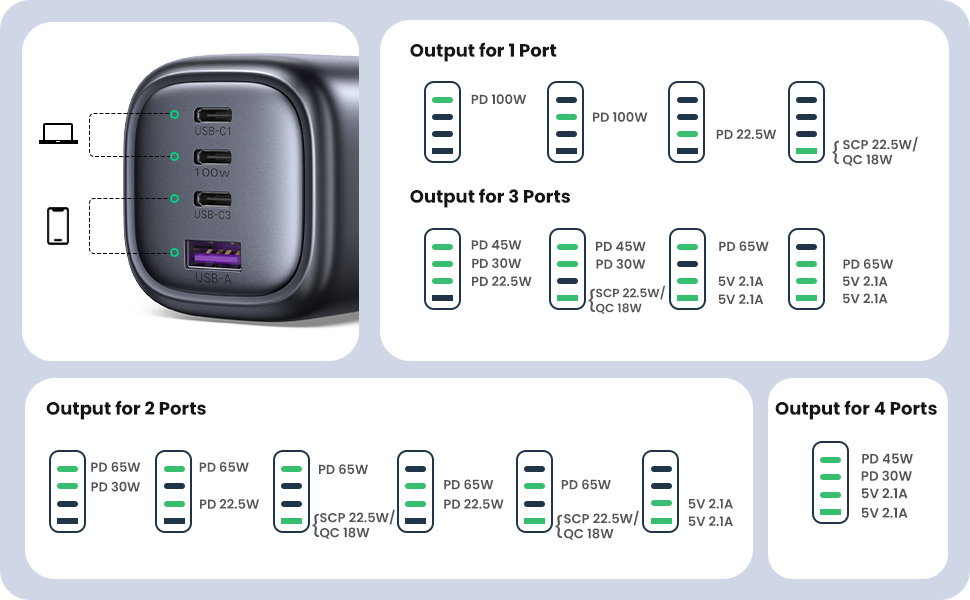 USB-C1
100w
USB-C3
USB-A
Output for 1 Port
PD 100W
PD 100W
PD 22.5W
SCP 22.5W/
QC 18W
Output for 3 Ports
PD 45W
PD 30W
PD 22.5W
PD 45W
PD 30W
SCP 22.5W/
QC 18W
PD 65W
5V 2.1A
5V 2.1A
PD 65W
5V 2.1A
5V 2.1A
Output for 2 Ports
PD 65W
PD 30W
PD 65W
PD 22.5W
PD 65W
SCP 22.5W/
QC 18W
PD 65W
PD 22.5W
PD 65W
SCP 22.5W/
QC 18W
5V 2.1A
5V 2.1A
Output for 4 Ports
PD 45W
PD 30W
5V 2.1A
5V 2.1A